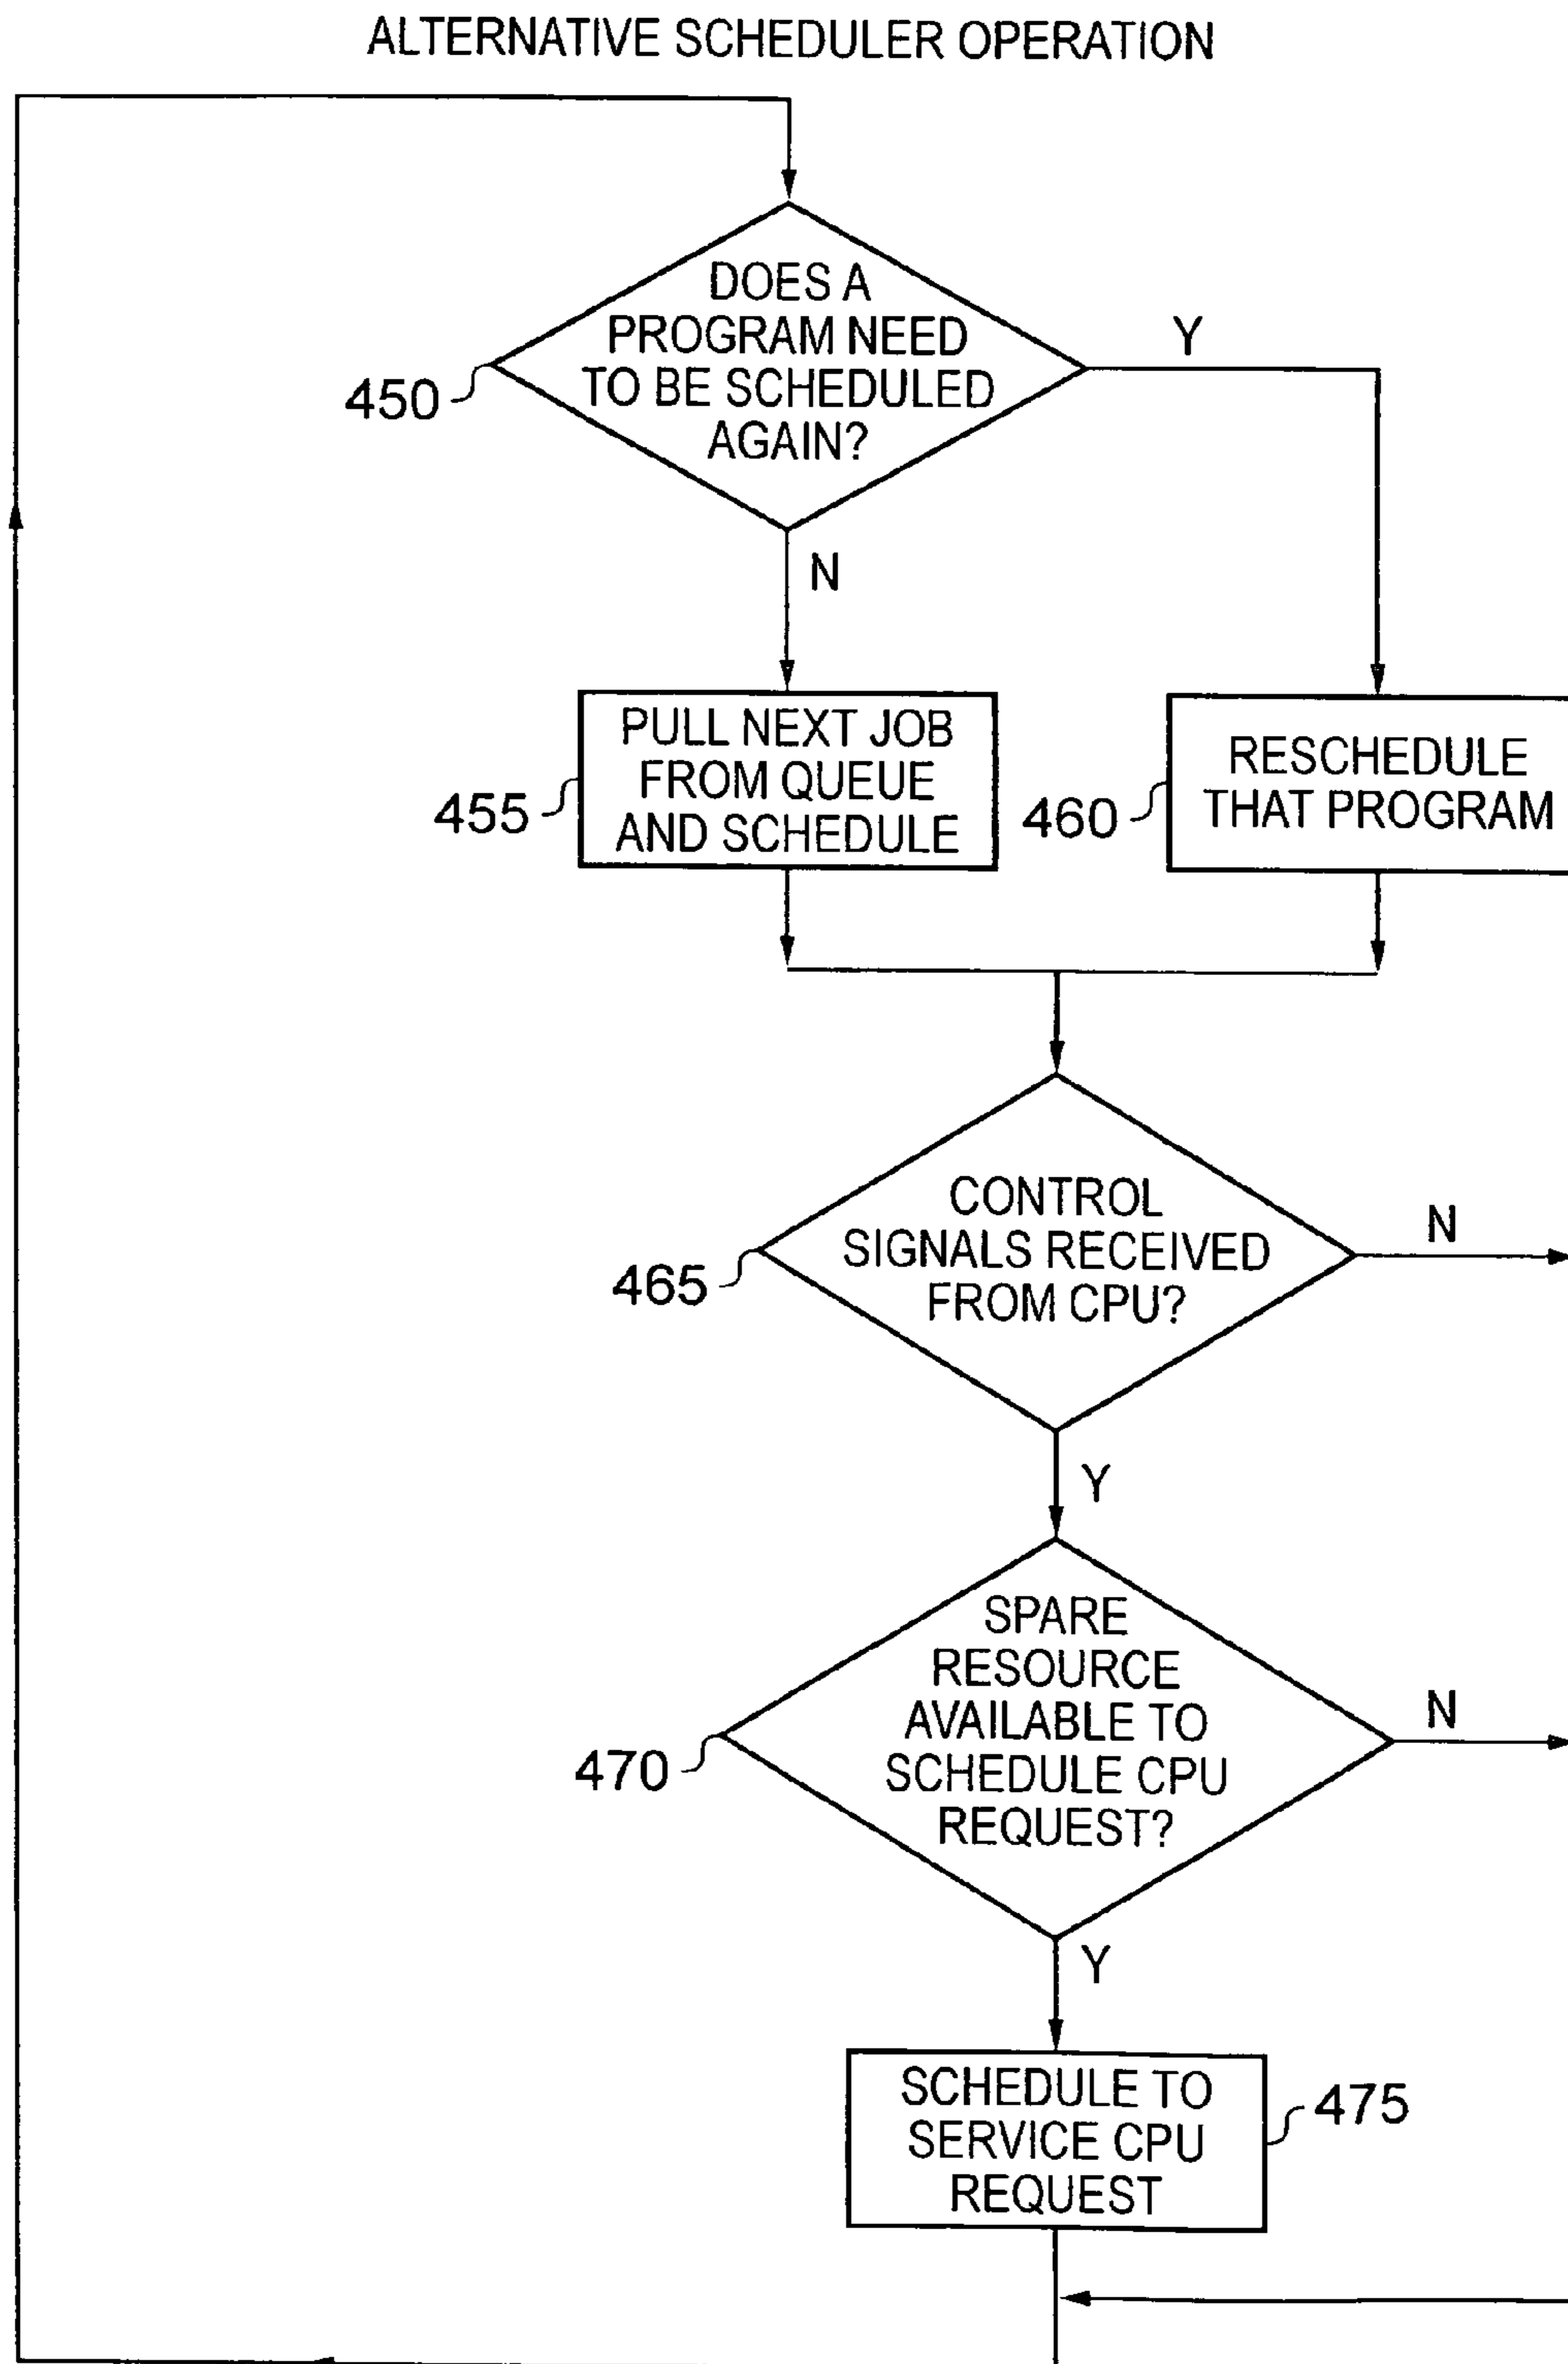 ALTERNATIVE SCHEDULER OPERATION
DOES A
PROGRAM NEED
TO BE SCHEDULED
AGAIN?
450
Y
N
PULL NEXT JOB
FROM QUEUE
AND SCHEDULE
455
RESCHEDULE
THAT PROGRAM
460
CONTROL
SIGNALS RECEIVED
FROM CPU?
465
N
Y
SPARE
RESOURCE
AVAILABLE TO
SCHEDULE CPU
REQUEST?
470
N
Y
SCHEDULE TO
SERVICE CPU
REQUEST
475